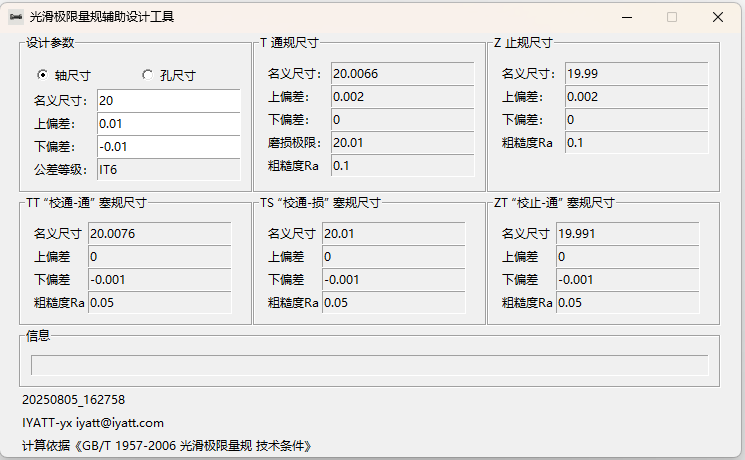 光滑极限量规辅助设计工具
设计参数
轴尺寸 孔尺寸
名义尺寸: 20
上偏差: 0.01
下偏差: -0.01
公差等级: IT6
T 通规尺寸
名义尺寸: 20.0066
上偏差: 0.002
下偏差: 0
磨损极限: 20.01
粗糙度Ra 0.1
Z 止规尺寸
名义尺寸: 19.99
上偏差: 0.002
下偏差: 0
粗糙度Ra 0.1
TT “校通-通” 塞规尺寸
名义尺寸 20.0076
上偏差 0
下偏差 -0.001
粗糙度Ra 0.05
TS “校通-损” 塞规尺寸
名义尺寸 20.01
上偏差 0
下偏差 -0.001
粗糙度Ra 0.05
ZT “校止-通” 塞规尺寸
名义尺寸 19.991
上偏差 0
下偏差 -0.001
粗糙度Ra 0.05
信息
20250805_162758
IYATT-yx iyatt@iyatt.com
计算依据《GB/T 1957-2006 光滑极限量规 技术条件》